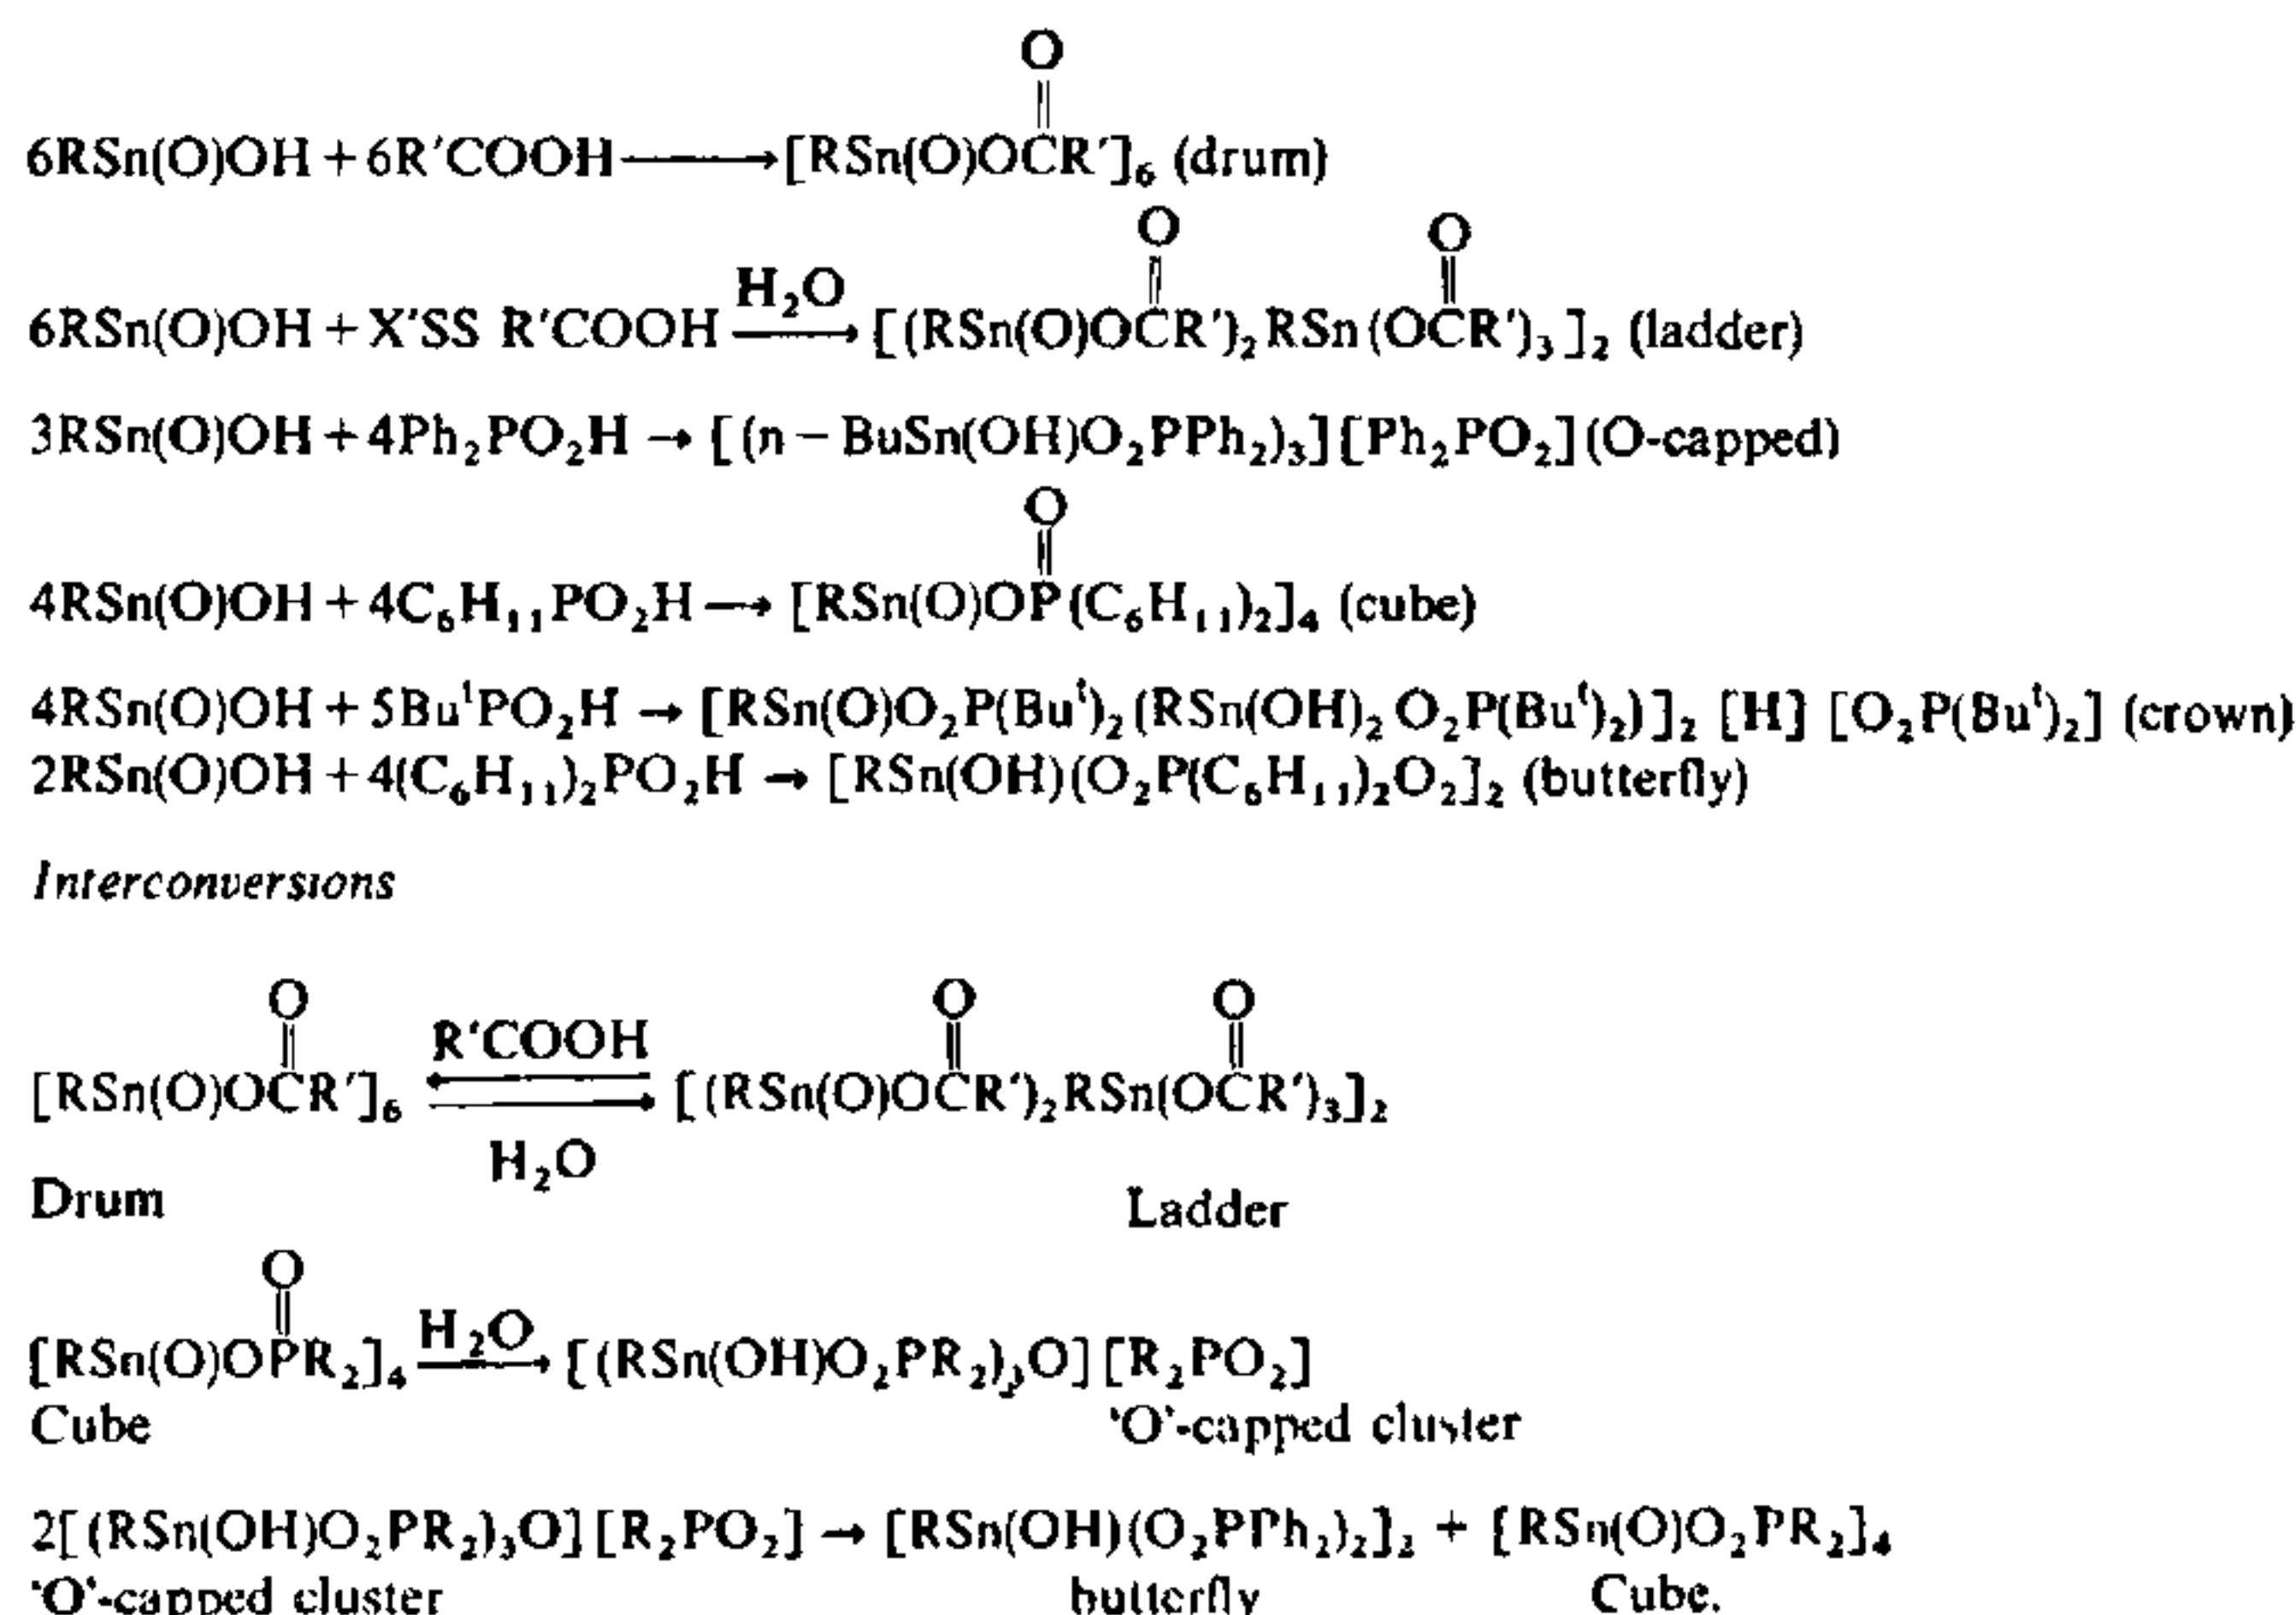 O
6RSn(O)OH + 6R′COOH → [RSn(O)OCR′]₆ (drum)
O O
H₂O
6RSn(O)OH + X′SS R′COOH → [(RSn(O)OCR′)₂RSn(OCR′)₃]₂ (ladder)
3RSn(O)OH + 4Ph₂PO₂H → [(n – BuSn(OH)O₂PPh₂)₃][Ph₂PO₂](O-capped)
O
4RSn(O)OH + 4C₆H₁₁PO₂H → [RSn(O)OP(C₆H₁₁)₂]₄ (cube)
4RSn(O)OH + 5BuᵗPO₂H → [RSn(O)O₂P(Buᵗ)₂(RSn(OH)₂O₂P(Buᵗ)₂)]₂ [H] [O₂P(Buᵗ)₂] (crown)
2RSn(O)OH + 4(C₆H₁₁)₂PO₂H → [RSn(OH)(O₂P(C₆H₁₁)₂O₂]₂ (butterfly)
Interconversions
O O O
R′COOH
[RSn(O)OCR′]₆ ⇌ [(RSn(O)OCR′)₂RSn(OCR′)₃]₂
H₂O
Drum Ladder
O
H₂O
[RSn(O)OPR₂]₄ → [(RSn(OH)O₂PR₂)₃O][R₂PO₂]
Cube 'O'-capped cluster
2[(RSn(OH)O₂PR₂)₃O][R₂PO₂] → [RSn(OH)(O₂PPh₂)₂]₂ + [RSn(O)O₂PR₂]₄
'O'-capped cluster butterfly Cube.